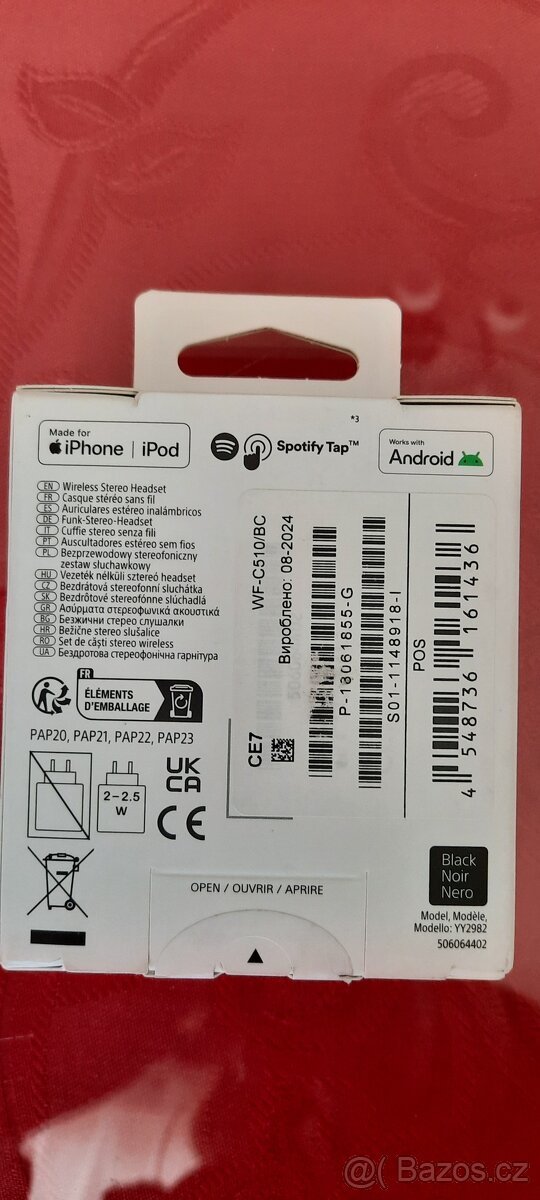 *3
Made for
iPhone | iPod
Spotify Tap™
Works with
Android
EN Wireless Stereo Headset
FR Casque stéréo sans fil
ES Auriculares estéreo inalámbricos
DE Funk-Stereo-Headset
IT Cuffie stereo senza fili
PT Auscultadores estéreo sem fios
PL Bezprzewodowy stereofoniczny
zestaw słuchawkowy
HU Vezeték nélküli sztereó headset
CZ Bezdrátová stereofonní sluchátka
SK Bezdrôtové stereofónne slúchadlá
GR Ασύρματα στερεοφωνικά ακουστικά
BG Безжични стерео слушалки
HR Bežične stereo slušalice
RO Set de căști stereo wireless
UA Бездротова стереофонічна гарнітура
FR
ÉLÉMENTS
D'EMBALLAGE
PAP20, PAP21, PAP22, PAP23
2 – 2.5
W
UK
CA
CE
WF-C510/BC
Вироблено: 08-2024
CE7
P-13061855-G
S01-1148918-I
POS
4 548736 161436
OPEN / OUVRIR / APRIRE
Black
Noir
Nero
Model, Modèle,
Modello: YY2982
506064402
@( Bazos.cz